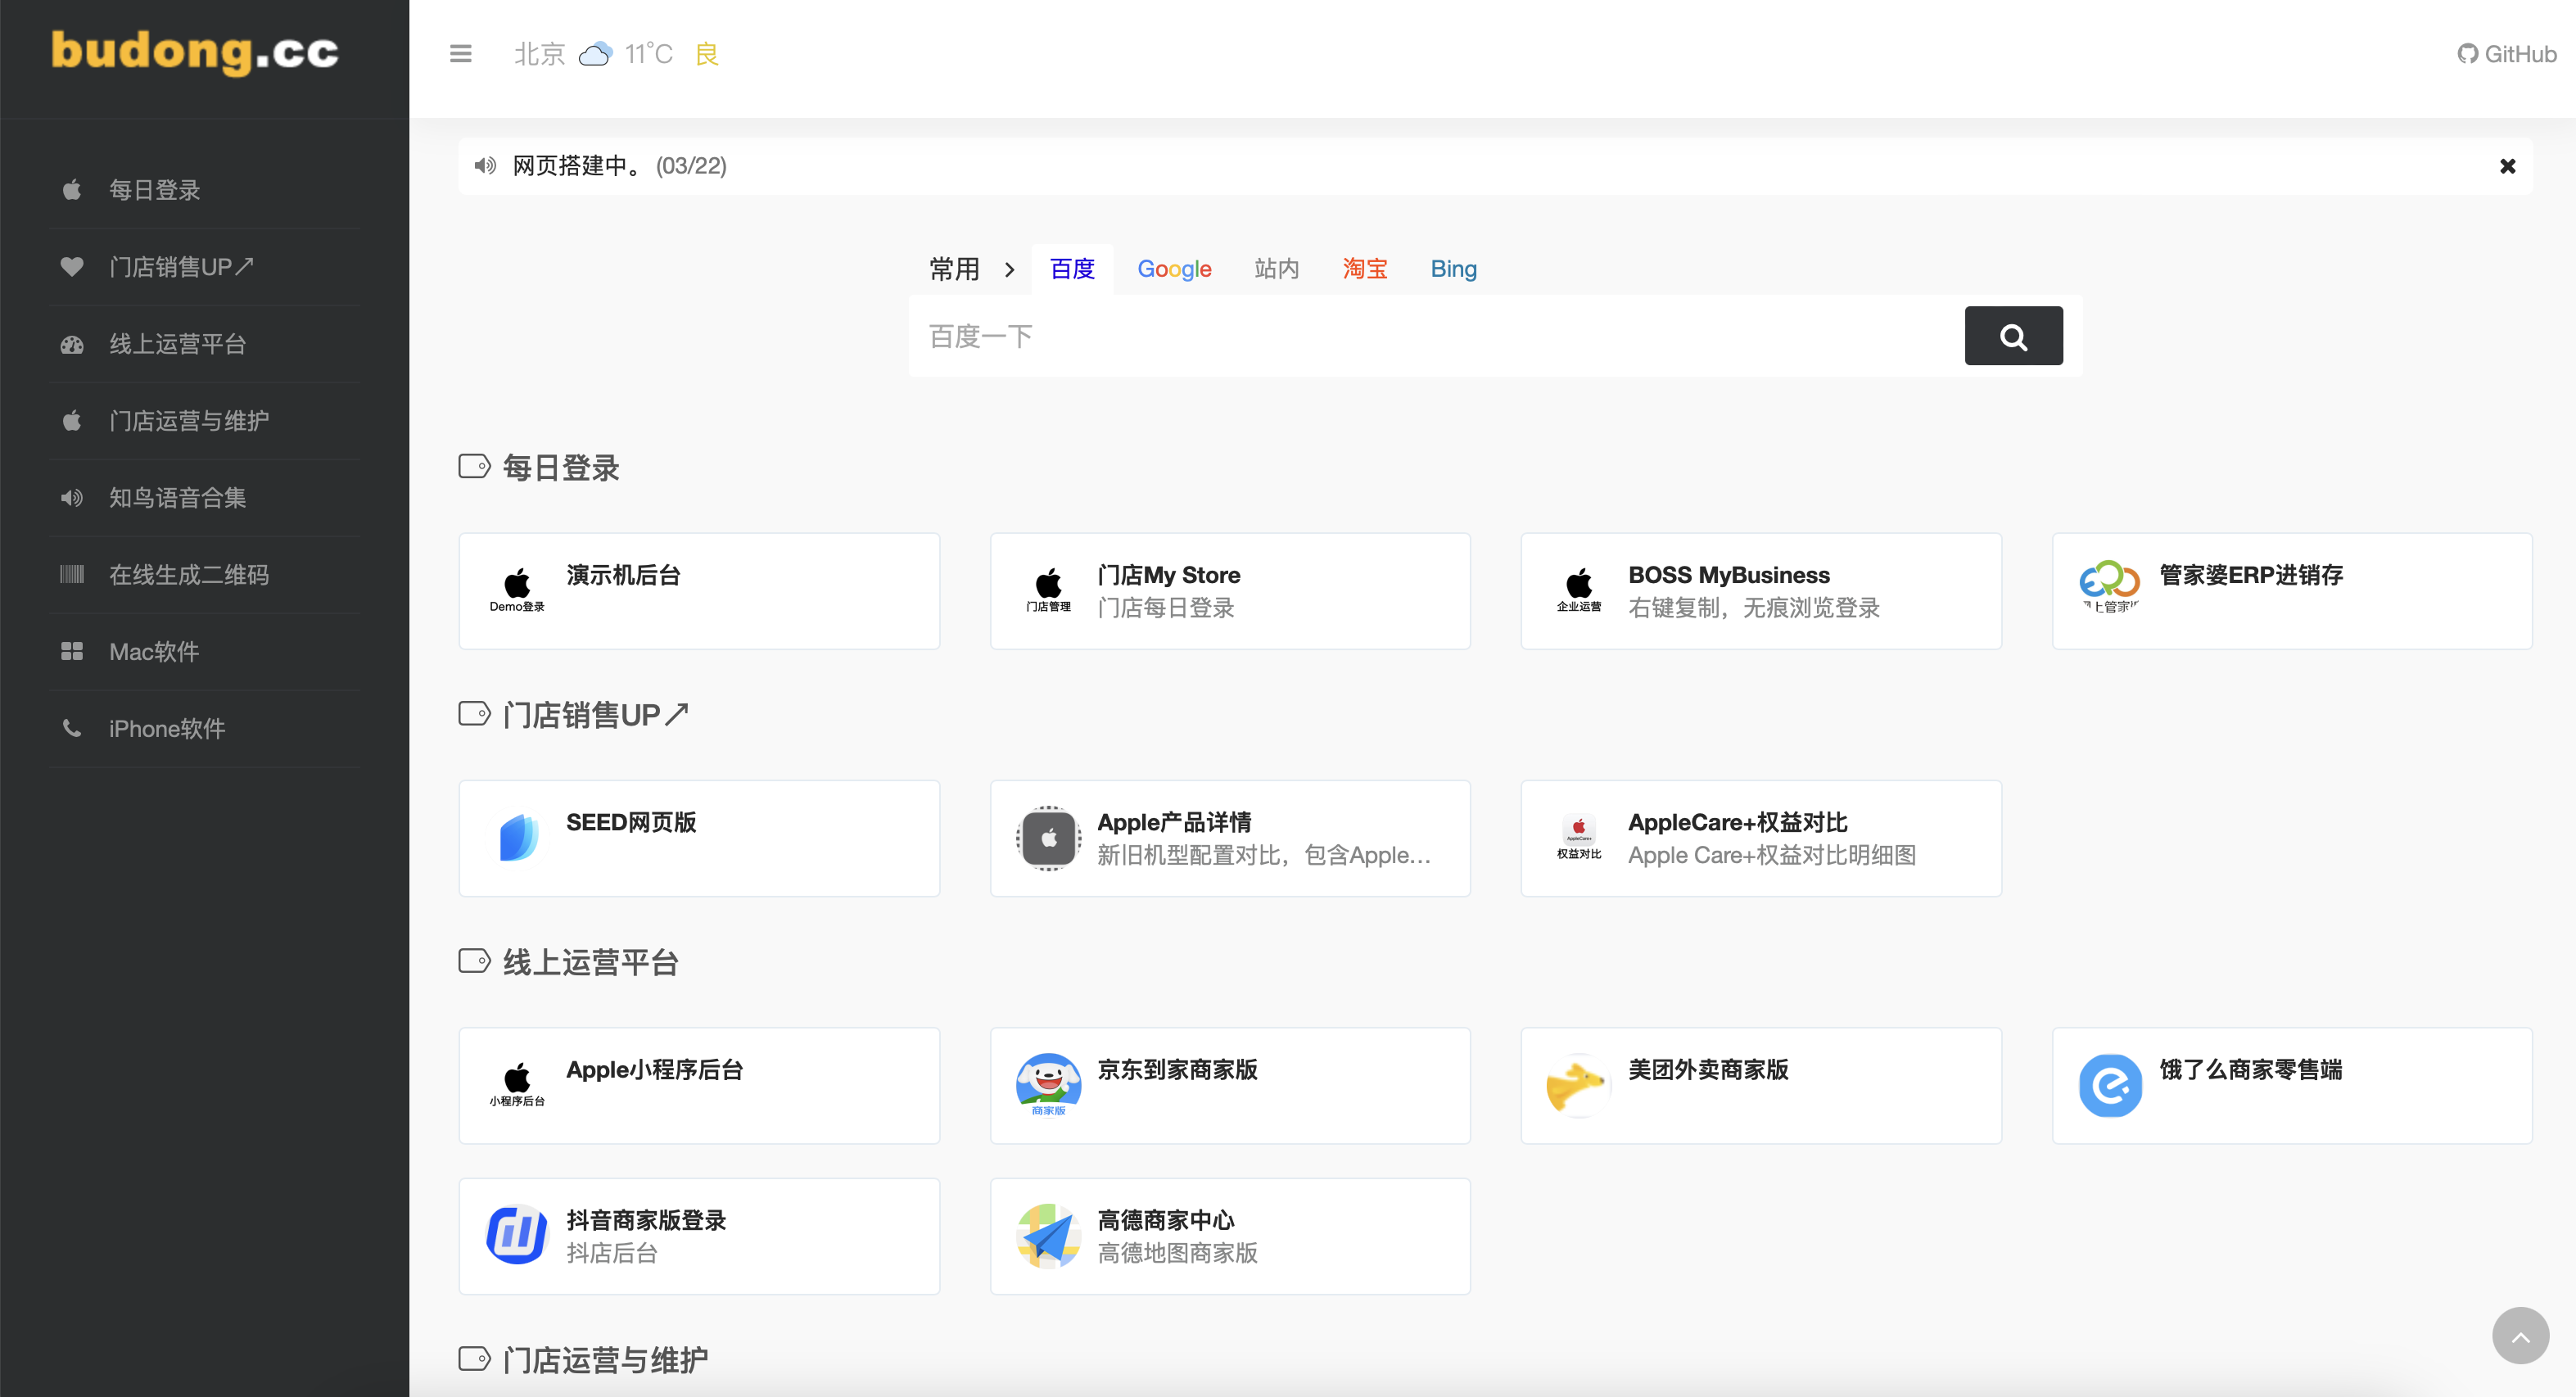 budong.cc
北京 11°C 良
GitHub
每日登录
门店销售UP↗
线上运营平台
门店运营与维护
知鸟语音合集
在线生成二维码
Mac软件
iPhone软件
网页搭建中。 (03/22)
常用 百度 Google 站内 淘宝 Bing
百度一下
每日登录
Demo登录
演示机后台
门店管理
门店My Store
门店每日登录
企业运营
BOSS MyBusiness
右键复制，无痕浏览登录
上管家
管家婆ERP进销存
门店销售UP↗
SEED网页版
Apple产品详情
新旧机型配置对比，包含Apple...
AppleCare+
权益对比
AppleCare+权益对比
Apple Care+权益对比明细图
线上运营平台
小程序后台
Apple小程序后台
商家版
京东到家商家版
美团外卖商家版
饿了么商家零售端
抖音商家版登录
抖店后台
高德商家中心
高德地图商家版
门店运营与维护